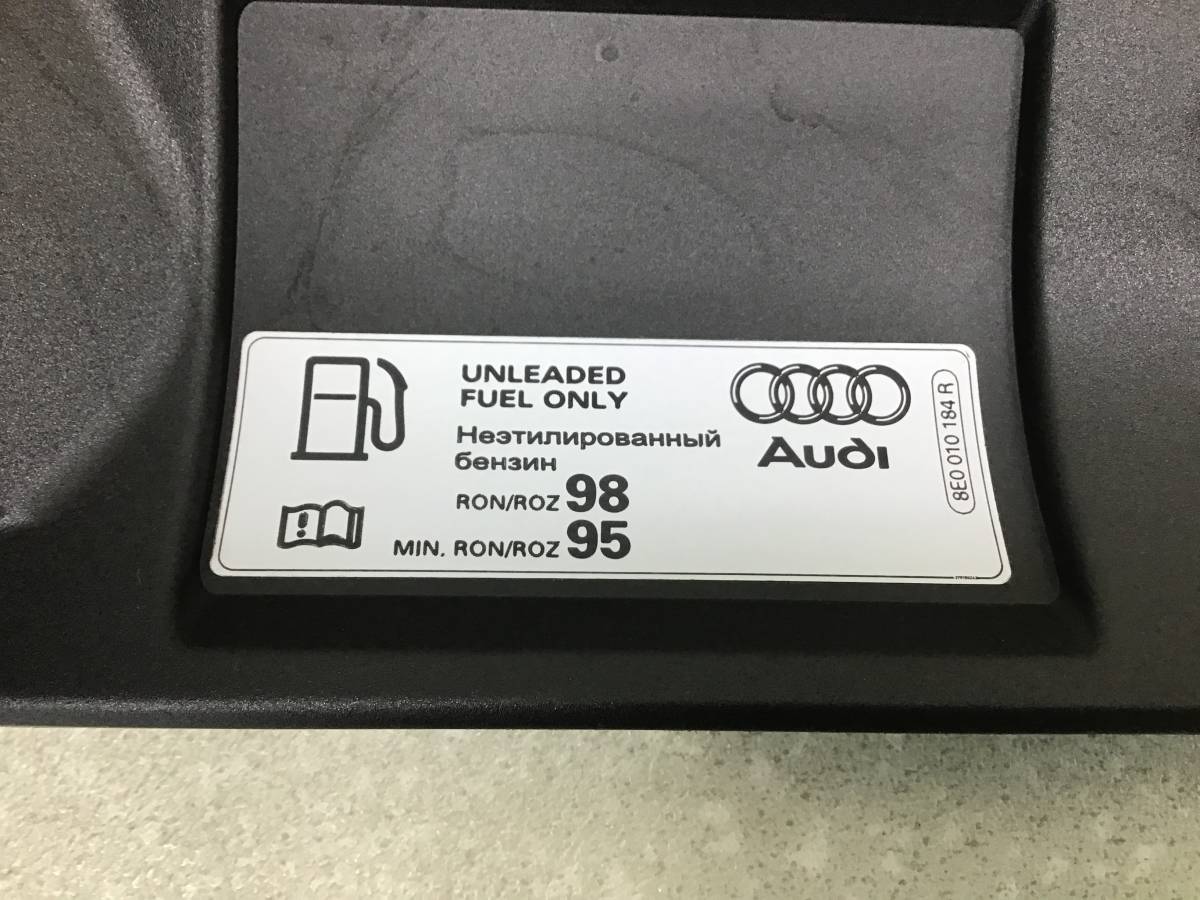 UNLEADED
FUEL ONLY
Неэтилированный
бензин
RON/ROZ 98
MIN. RON/ROZ 95
Audi
8E0 010 184 R